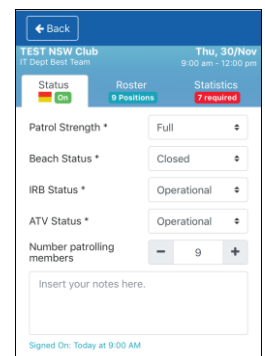 Back
TEST NSW Club
Thu, 30/Nov
IT Dept Best Team
9:00 am - 12:00 pm
Status
Roster
Statistics
On
9 Positions
7 required
Patrol Strength *
Full
Beach Status *
Closed
IRB Status *
Operational
ATV Status *
Operational
Number patrolling
members
9
Insert your notes here.
Signed On: Today at 9:00 AM